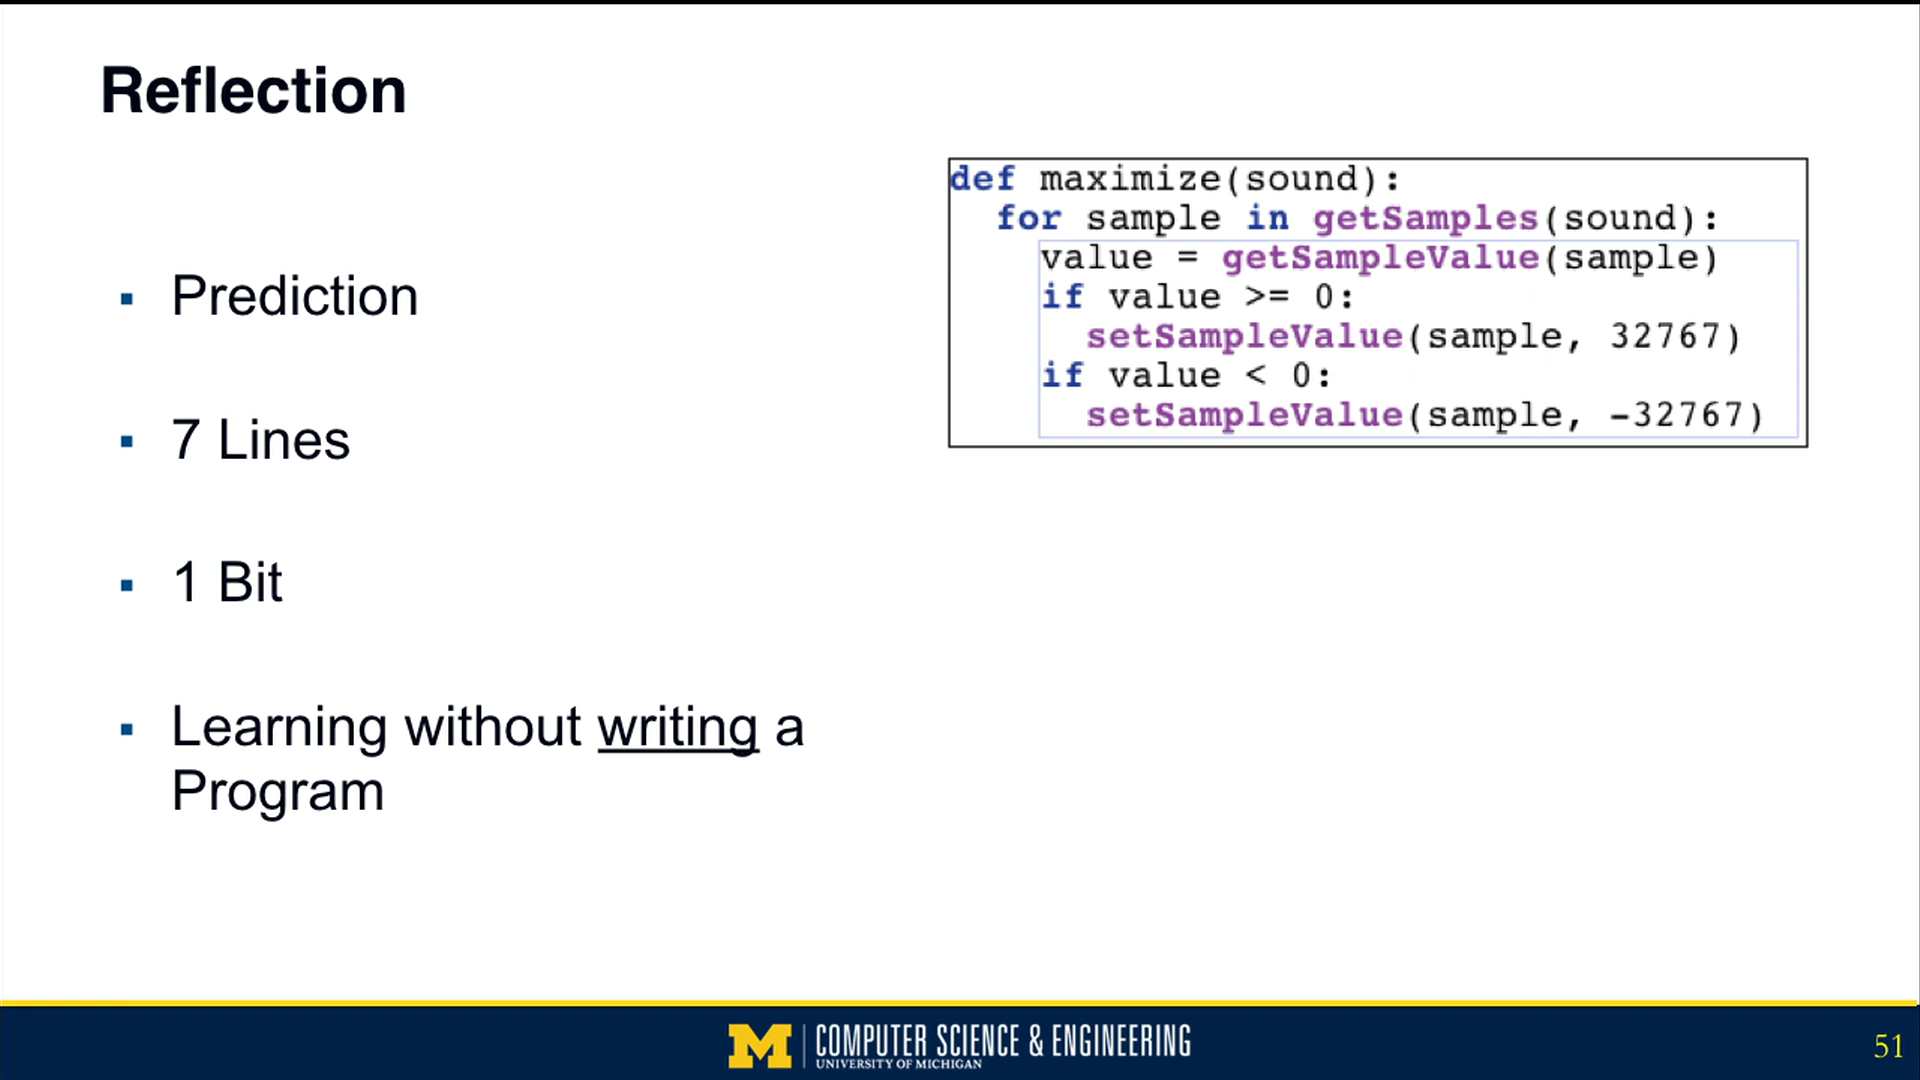 Reflection
▪ Prediction
▪ 7 Lines
▪ 1 Bit
▪ Learning without writing a
Program
def maximize(sound):
  for sample in getSamples(sound):
    value = getSampleValue(sample)
    if value >= 0:
      setSampleValue(sample, 32767)
    if value < 0:
      setSampleValue(sample, -32767)
M COMPUTER SCIENCE & ENGINEERING
UNIVERSITY OF MICHIGAN
51